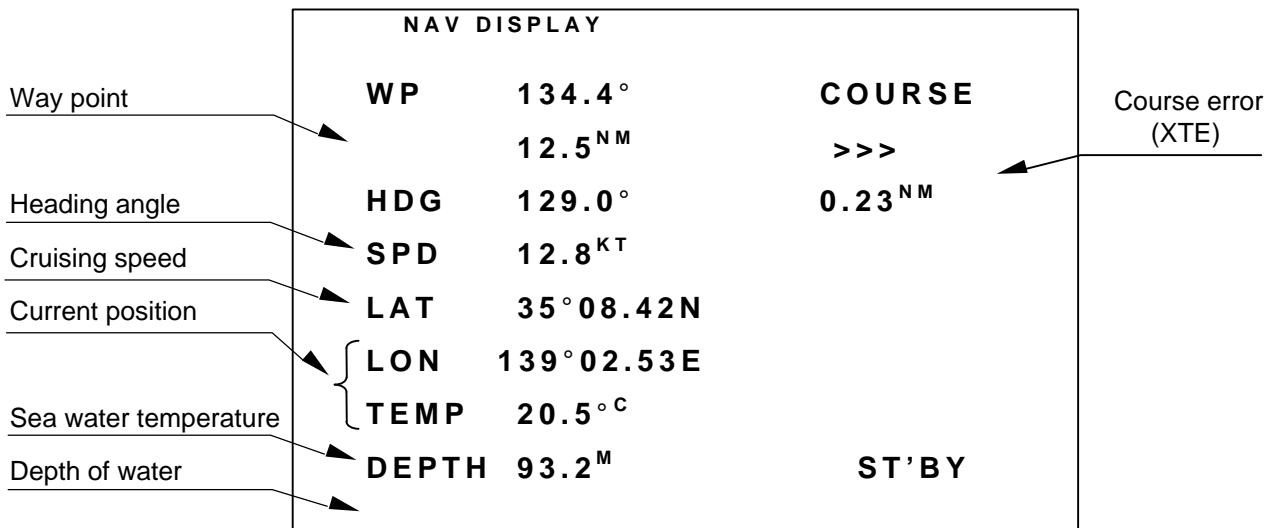 NAV DISPLAY
Way point
WP 134.4° COURSE
Course error
(XTE)
12.5NM >>>
Heading angle
HDG 129.0° 0.23NM
Cruising speed
SPD 12.8KT
Current position
LAT 35°08.42N
LON 139°02.53E
Sea water temperature
TEMP 20.5°C
Depth of water
DEPTH 93.2M ST’BY